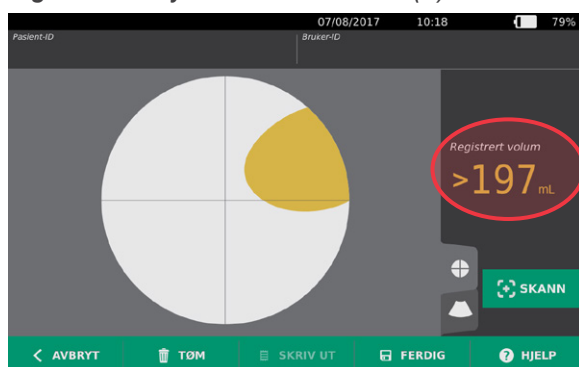 07/08/2017 10:18 79%
Pasient-ID Bruker-ID
Registrert volum
>197 mL
SKANN
AVBRYT TØM SKRIV UT FERDIG HJELP